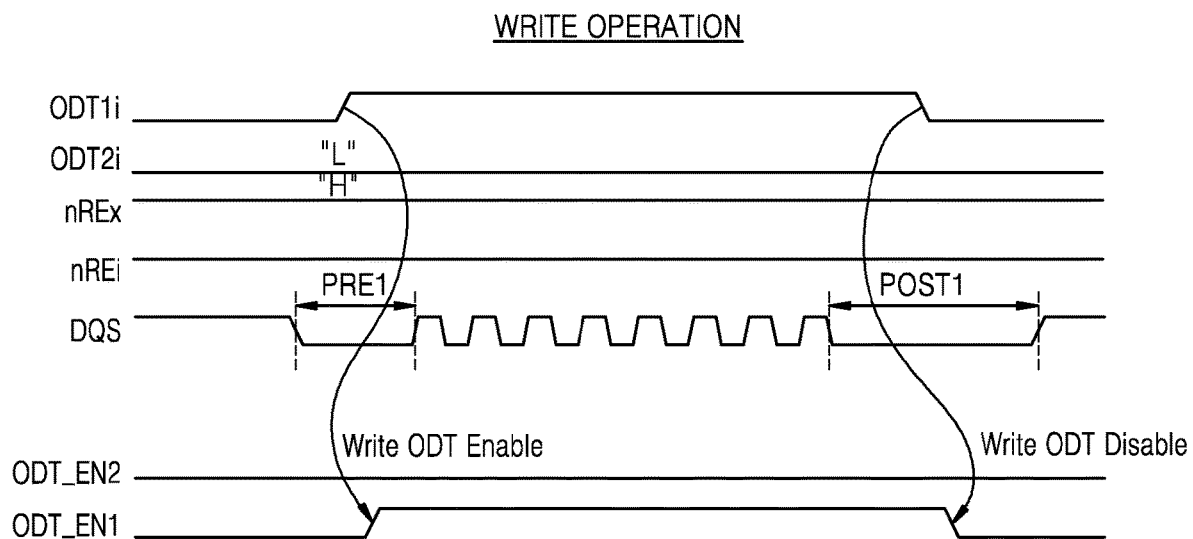 WRITE OPERATION
ODT1i
ODT2i "L"
"H"
nREx
nREi
PRE1 POST1
DQS
Write ODT Enable Write ODT Disable
ODT_EN2
ODT_EN1